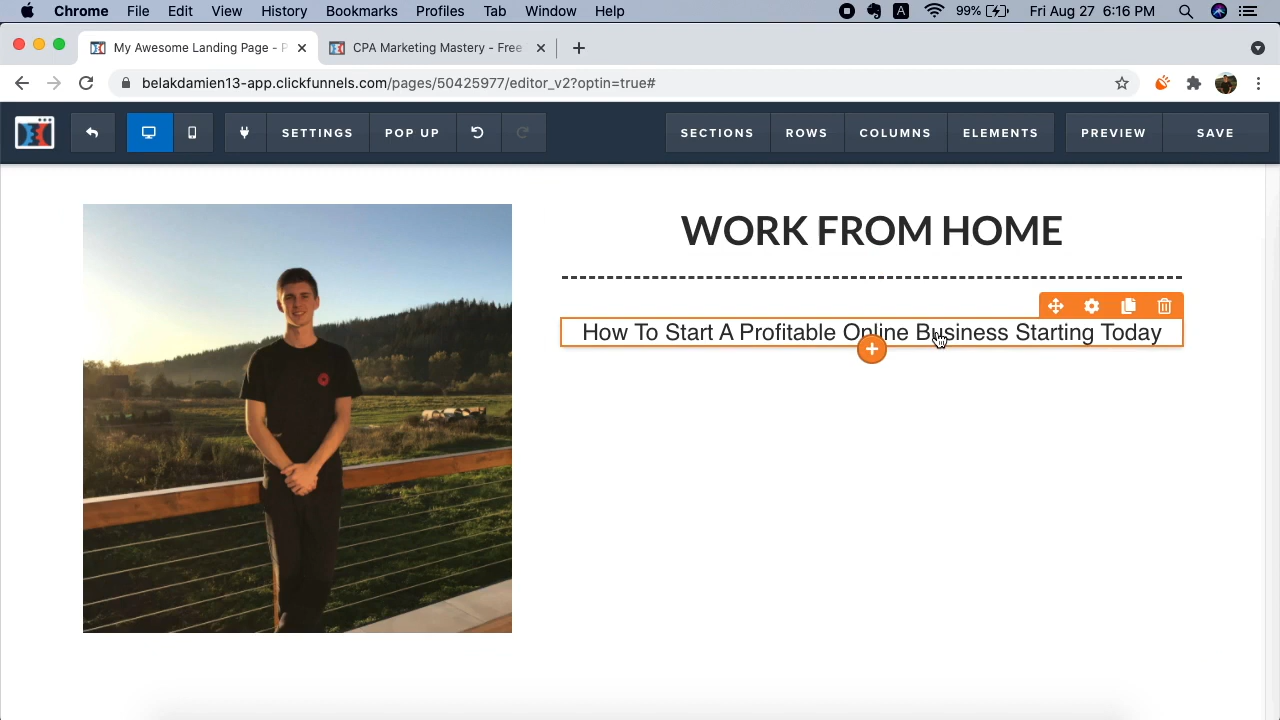 Chrome File Edit View History Bookmarks Profiles Tab Window Help A 99% Fri Aug 27 6:16 PM
My Awesome Landing Page - P CPA Marketing Mastery - Free
belakdamien13-app.clickfunnels.com/pages/50425977/editor_v2?optin=true#
SETTINGS POP UP SECTIONS ROWS COLUMNS ELEMENTS PREVIEW SAVE
WORK FROM HOME
How To Start A Profitable Online Business Starting Today